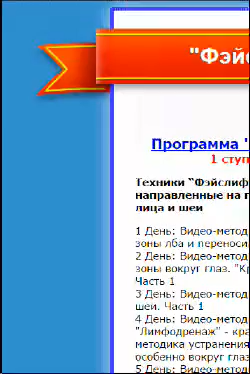 "Фэйс
Программа '
1 ступ
Техники “Фэйслиф
направленные на п
лица и шеи
1 День: Видео-метод
зоны лба и переноси
2 День: Видео-метод
зоны вокруг глаз. "Кр
Часть 1
3 День: Видео-метод
шеи. Часть 1
4 День: Видео-метод
"Лимфодренаж" - кра
методика устранения
особенно вокруг глаз
5 День: Видео-метод